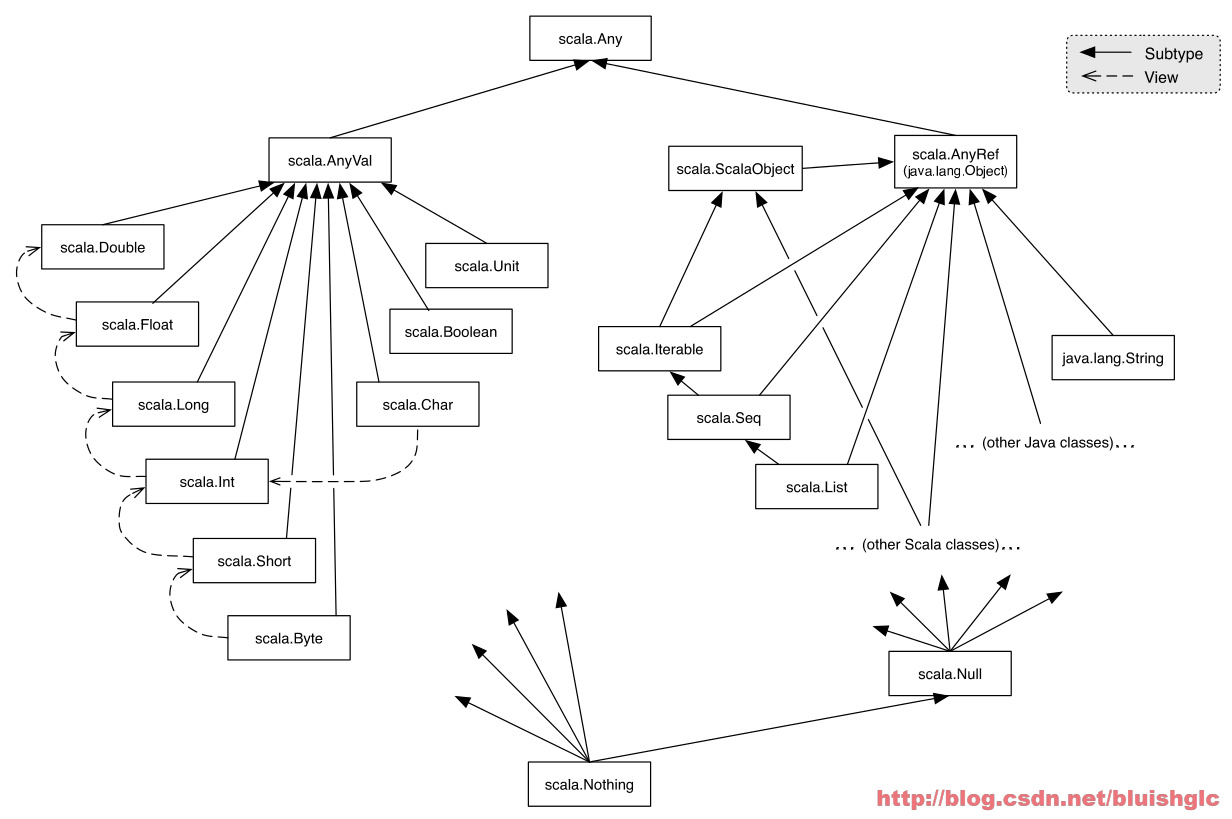 scala.Any
Subtype
View
scala.AnyVal
scala.ScalaObject
scala.AnyRef
(java.lang.Object)
scala.Double
scala.Unit
scala.Float
scala.Boolean
scala.Iterable
java.lang.String
scala.Long
scala.Char
scala.Seq
... (other Java classes)...
scala.Int
scala.List
... (other Scala classes)...
scala.Short
scala.Byte
scala.Null
scala.Nothing
http://blog.csdn.net/bluishglc